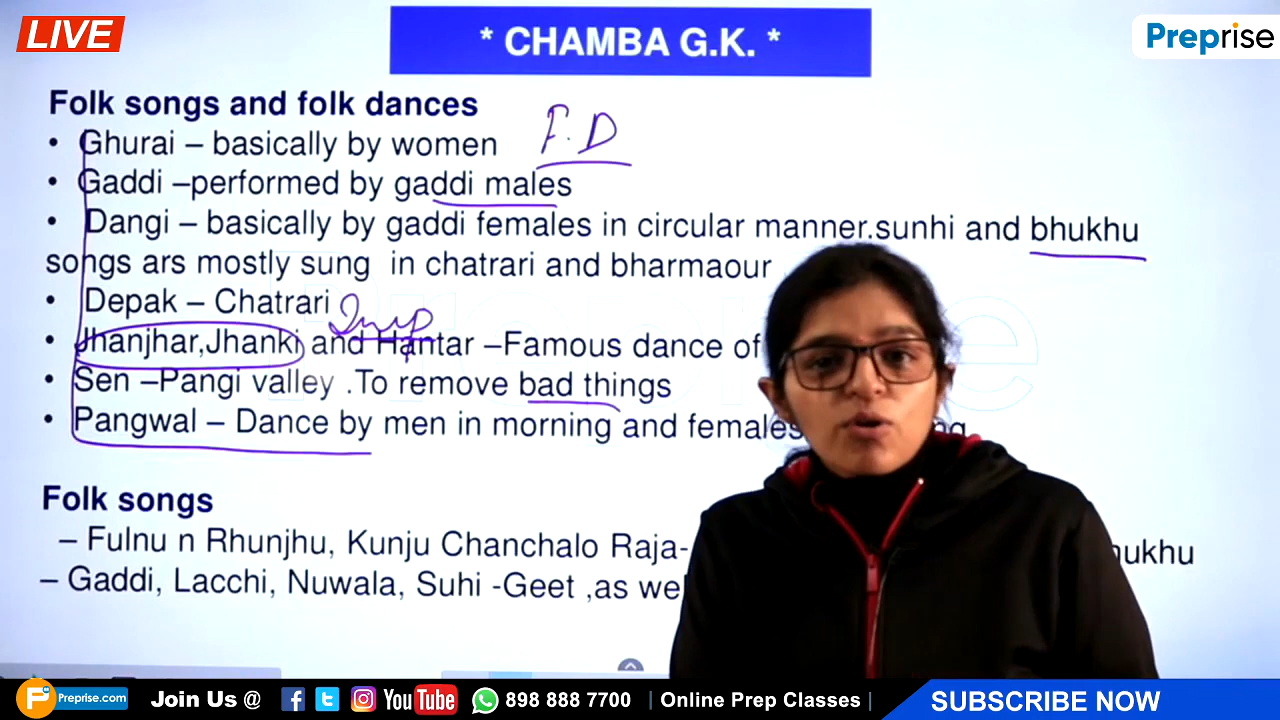 LIVE
* CHAMBA G.K. *
Preprise
Folk songs and folk dances
• Ghurai – basically by women F.D
• Gaddi –performed by gaddi males
• Dangi – basically by gaddi females in circular manner.sunhi and bhukhu
songs ars mostly sung in chatrari and bharmaour
• Depak – Chatrari
Imp
• Jhanjhar,Jhanki and Hantar –Famous dance of
• Sen –Pangi valley .To remove bad things
• Pangwal – Dance by men in morning and females
Folk songs
– Fulnu n Rhunjhu, Kunju Chanchalo Raja-
– Gaddi, Lacchi, Nuwala, Suhi -Geet ,as
Preprise.com Join Us @ YouTube 898 888 7700 | Online Prep Classes | SUBSCRIBE NOW